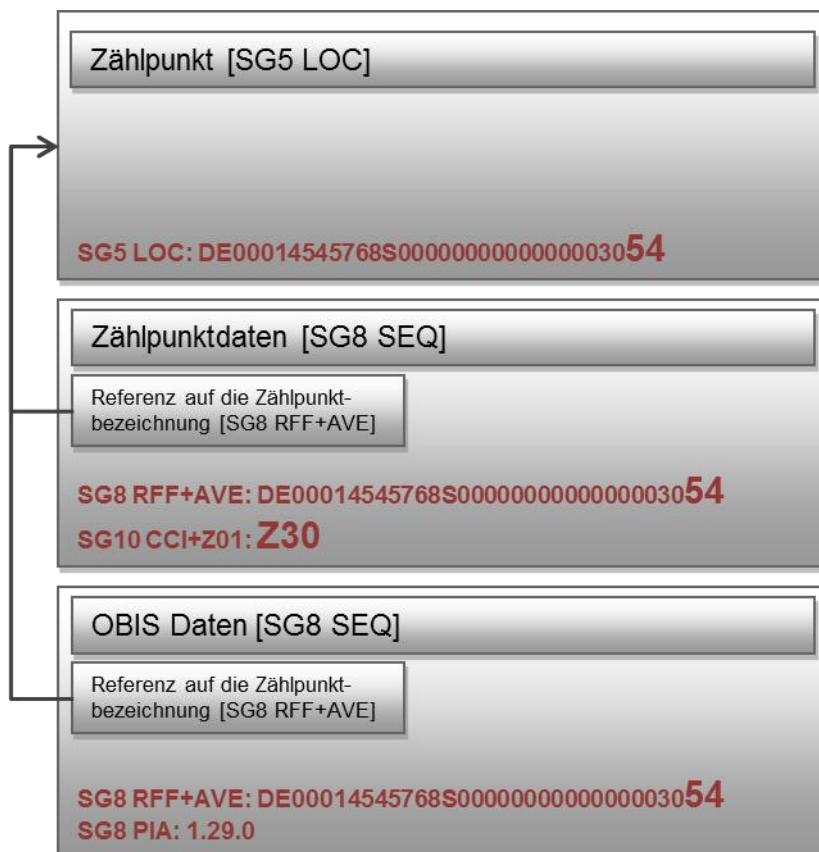 Zählpunkt [SG5 LOC]
SG5 LOC: DE00014545768S0000000000000003054
Zählpunktdaten [SG8 SEQ]
Referenz auf die Zählpunkt-
bezeichnung [SG8 RFF+AVE]
SG8 RFF+AVE: DE00014545768S0000000000000003054
SG10 CCI+Z01: Z30
OBIS Daten [SG8 SEQ]
Referenz auf die Zählpunkt-
bezeichnung [SG8 RFF+AVE]
SG8 RFF+AVE: DE00014545768S0000000000000003054
SG8 PIA: 1.29.0